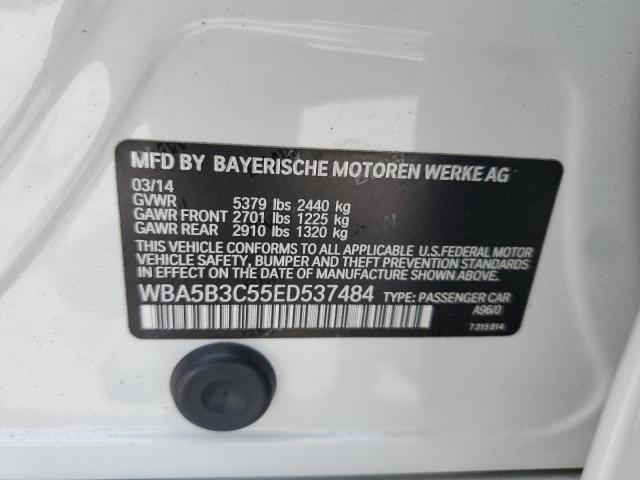 MFD BY BAYERISCHE MOTOREN WERKE AG
03/14
GVWR 5379 lbs 2440 kg
GAWR FRONT 2701 lbs 1225 kg
GAWR REAR 2910 lbs 1320 kg
THIS VEHICLE CONFORMS TO ALL APPLICABLE U.S.FEDERAL MOTOR
VEHICLE SAFETY, BUMPER AND THEFT PREVENTION STANDARDS
IN EFFECT ON THE DATE OF MANUFACTURE SHOWN ABOVE.
WBA5B3C55ED537484 TYPE: PASSENGER CAR
A96/0
7 315 814